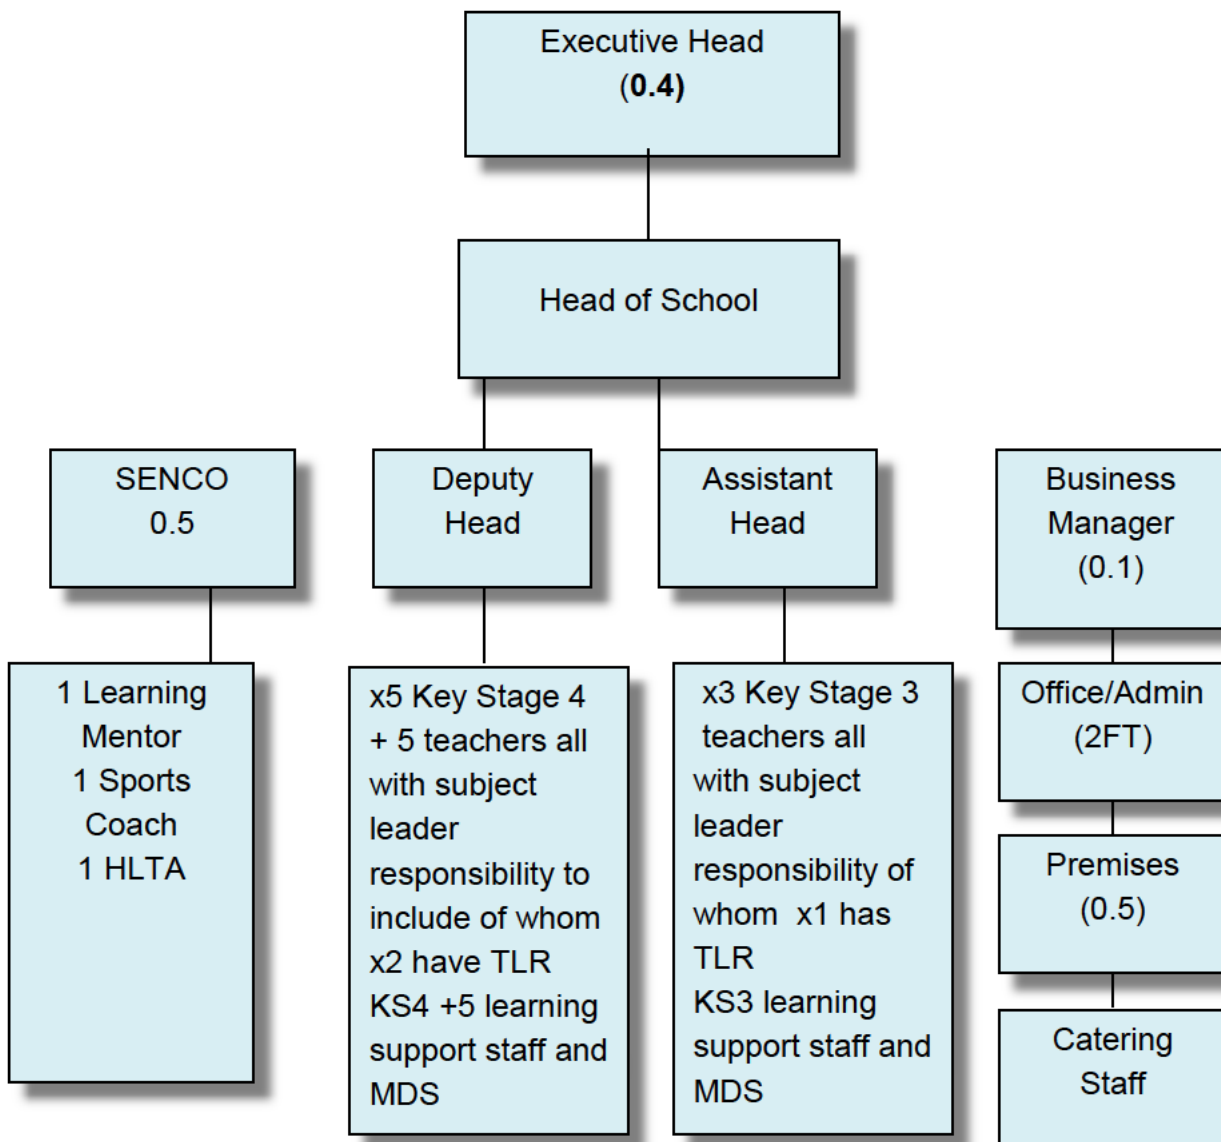 Executive Head
(0.4)
Head of School
SENCO
0.5
Deputy
Head
Assistant
Head
Business
Manager
(0.1)
1 Learning
Mentor
1 Sports
Coach
1 HLTA
x5 Key Stage 4
+ 5 teachers all
with subject
leader
responsibility to
include of whom
x2 have TLR
KS4 +5 learning
support staff and
MDS
x3 Key Stage 3
teachers all
with subject
leader
responsibility of
whom x1 has
TLR
KS3 learning
support staff and
MDS
Office/Admin
(2FT)
Premises
(0.5)
Catering
Staff